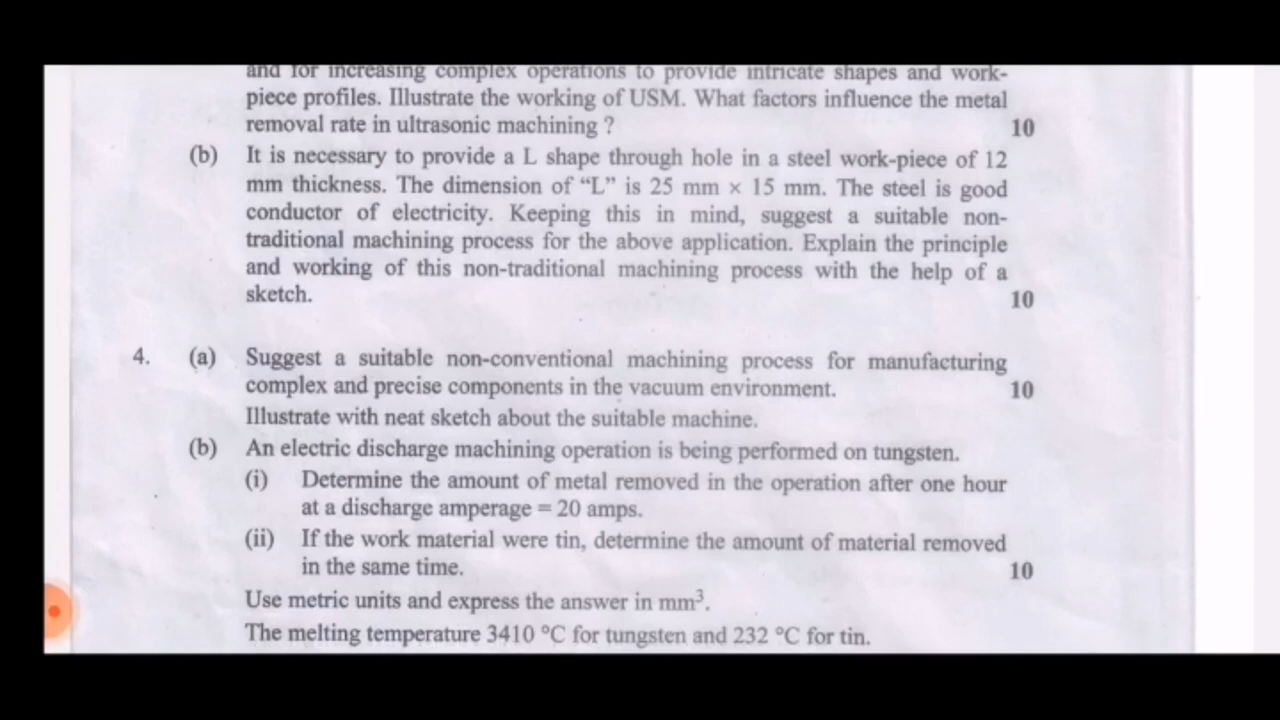 and for increasing complex operations to provide intricate shapes and work-
piece profiles. Illustrate the working of USM. What factors influence the metal
removal rate in ultrasonic machining ? 10
(b) It is necessary to provide a L shape through hole in a steel work-piece of 12
mm thickness. The dimension of “L” is 25 mm × 15 mm. The steel is good
conductor of electricity. Keeping this in mind, suggest a suitable non-
traditional machining process for the above application. Explain the principle
and working of this non-traditional machining process with the help of a
sketch. 10
4. (a) Suggest a suitable non-conventional machining process for manufacturing
complex and precise components in the vacuum environment. 10
Illustrate with neat sketch about the suitable machine.
(b) An electric discharge machining operation is being performed on tungsten.
(i) Determine the amount of metal removed in the operation after one hour
at a discharge amperage = 20 amps.
(ii) If the work material were tin, determine the amount of material removed
in the same time. 10
Use metric units and express the answer in mm³.
The melting temperature 3410 °C for tungsten and 232 °C for tin.